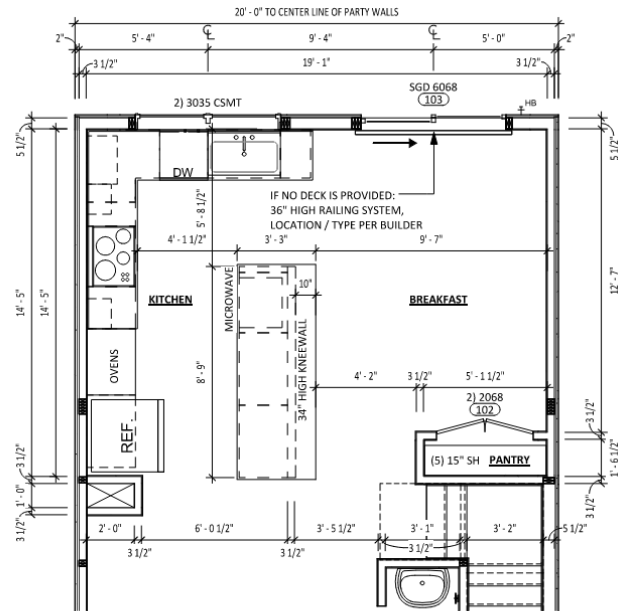 20' - 0" TO CENTER LINE OF PARTY WALLS
2" 5' - 4" ℄ 9' - 4" ℄ 5' - 0" 2"
3 1/2" 19' - 1" 3 1/2"
2) 3035 CSMT
SGD 6068
103
HB
5 1/2"
5 1/2"
DW
IF NO DECK IS PROVIDED:
36" HIGH RAILING SYSTEM,
LOCATION / TYPE PER BUILDER
5' - 8 1/2"
4' - 1 1/2" 3' - 3" 9' - 7"
14' - 5"
14' - 5"
12' - 7"
KITCHEN
MICROWAVE
10"
BREAKFAST
34" HIGH KNEEWALL
8' - 9"
OVENS
4' - 2" 3 1/2" 5' - 1 1/2"
2) 2068
102
REF
(5) 15" SH PANTRY
3 1/2"
1' - 6 1/2"
3 1/2"
1' - 0"
3 1/2"
2' - 0" 6' - 0 1/2" 3' - 5 1/2" 3' - 1" 3' - 2" 5 1/2"
3 1/2" 3 1/2" 3 1/2"